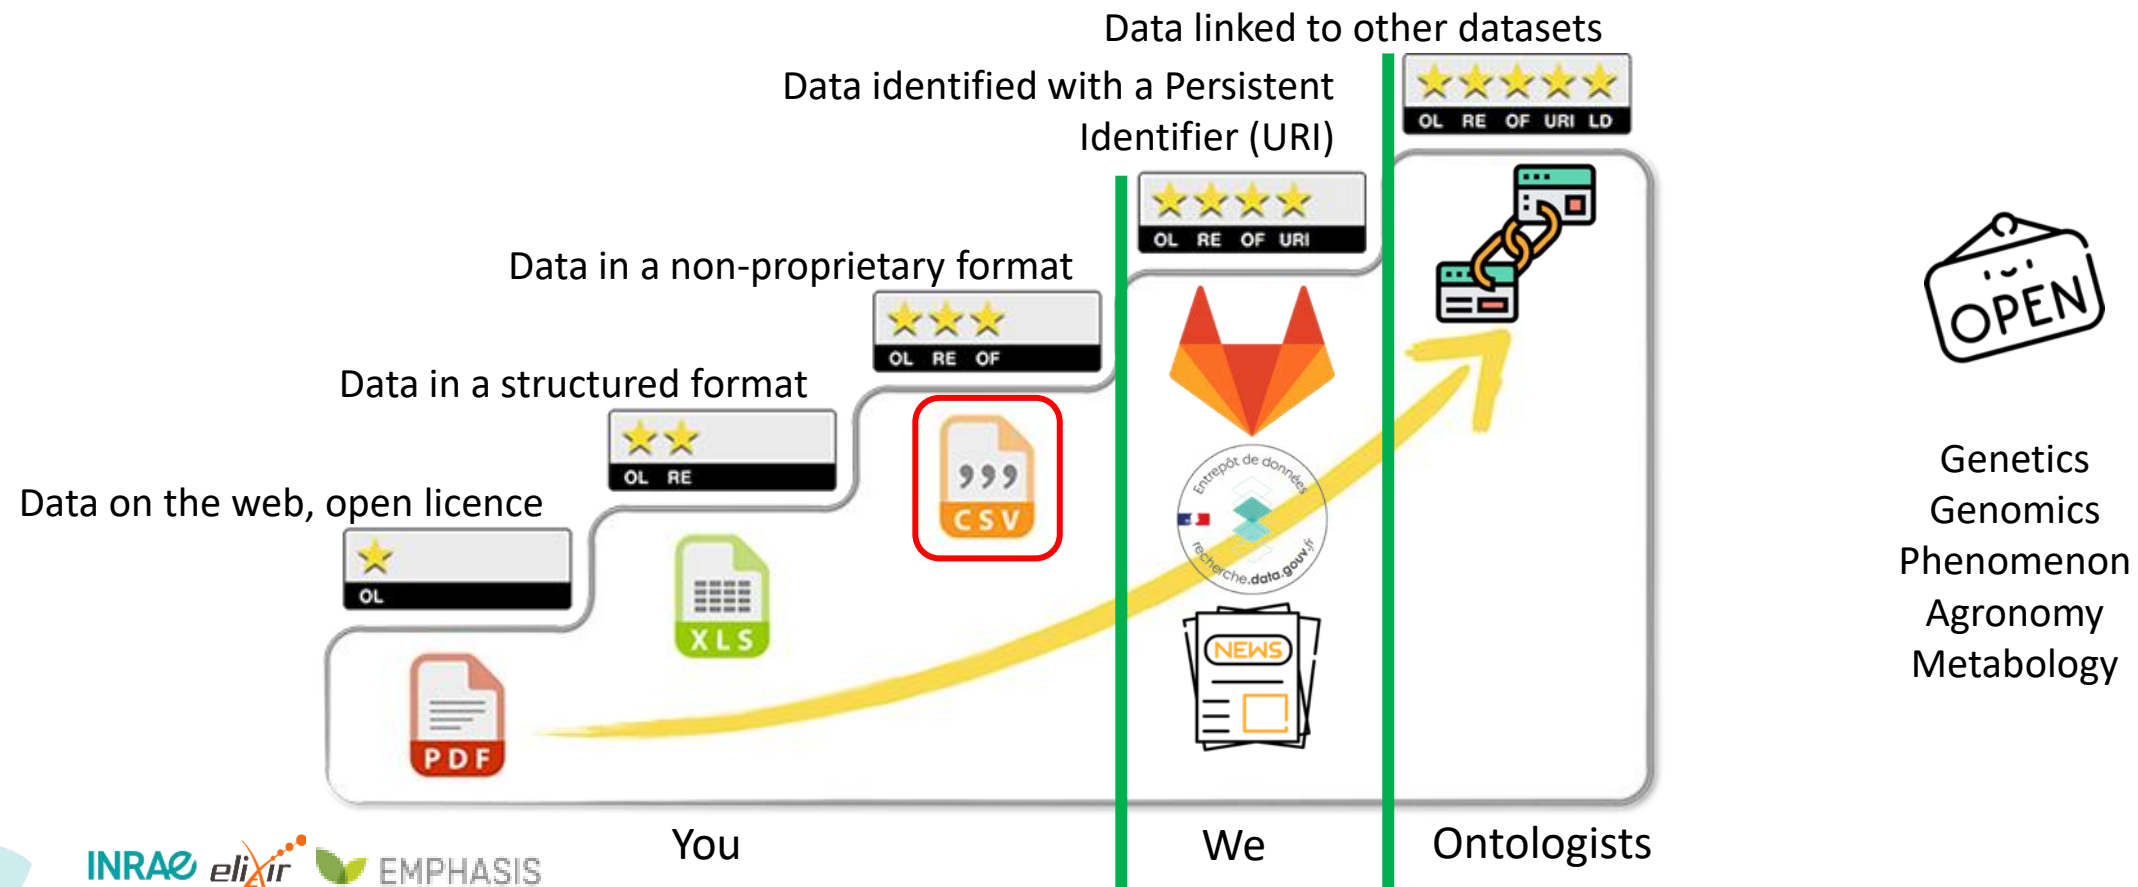 Data linked to other datasets
Data identified with a Persistent
Identifier (URI)
OL RE OF URI LD
OL RE OF URI
Data in a non-proprietary format
OL RE OF
Data in a structured format
OL RE
Data on the web, open licence
OL
PDF
XLS
,,,
CSV
Entrepôt de données
recherche.data.gouv.fr
NEWS
OPEN
Genetics
Genomics
Phenomenon
Agronomy
Metabology
You
We
Ontologists
INRAE
elixir
EMPHASIS